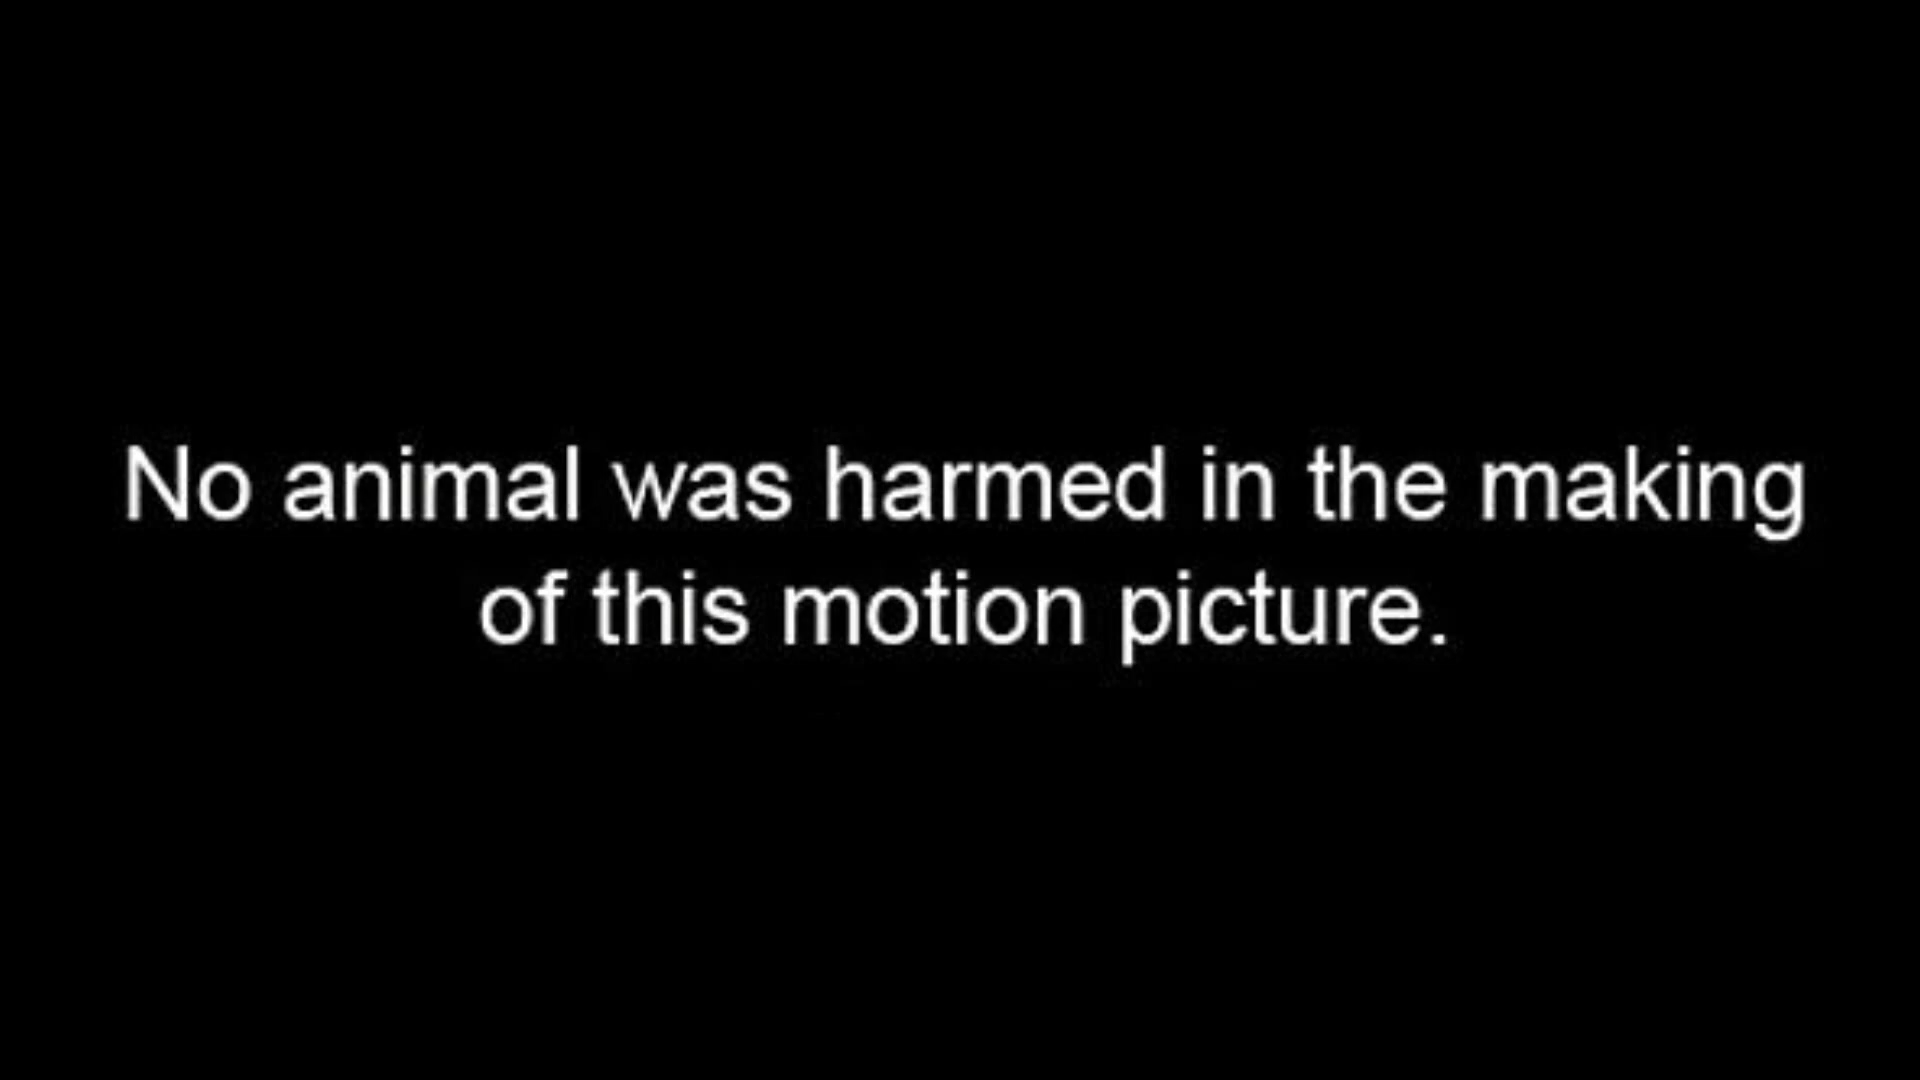 No animal was harmed in the making
of this motion picture.